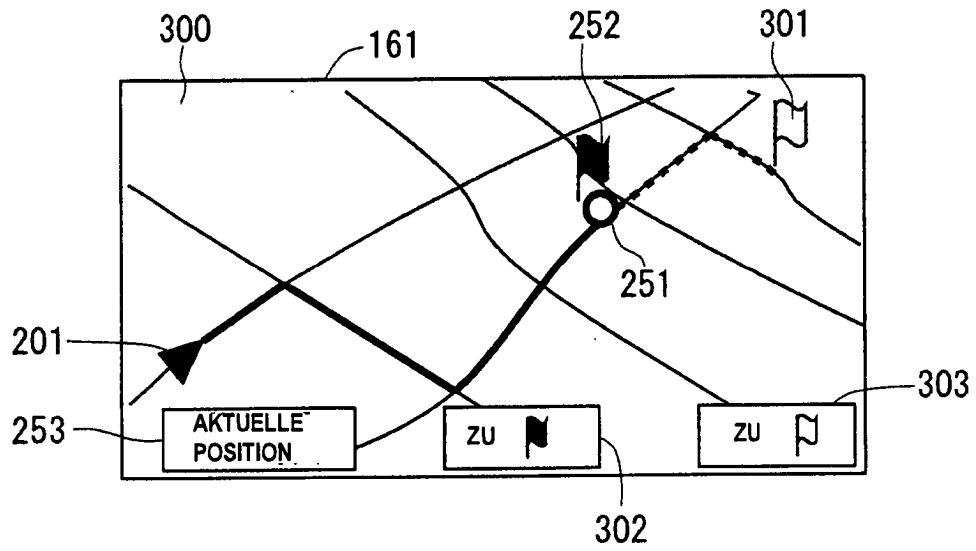 300
161
252
301
251
201
253
AKTUELLE
POSITION
ZU
ZU
303
302